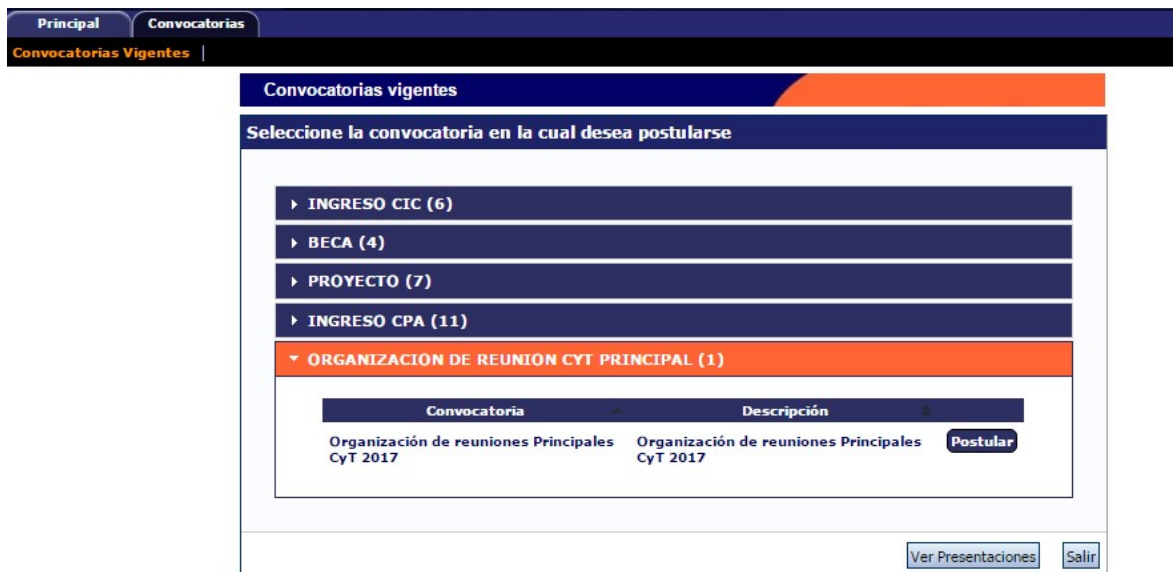 Principal Convocatorias
Convocatorias Vigentes |
Convocatorias vigentes
Seleccione la convocatoria en la cual desea postularse
INGRESO CIC (6)
BECA (4)
PROYECTO (7)
INGRESO CPA (11)
ORGANIZACION DE REUNION CYT PRINCIPAL (1)
Convocatoria Descripción
Organización de reuniones Principales Organización de reuniones Principales Postular
CyT 2017 CyT 2017
Ver Presentaciones Salir